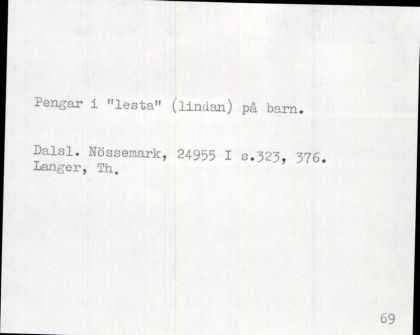 Pengar i "lesta" (lindan) på barn.
Dalsl. Nössemark, 24955 I s.323, 376.
Langer, Th.
69